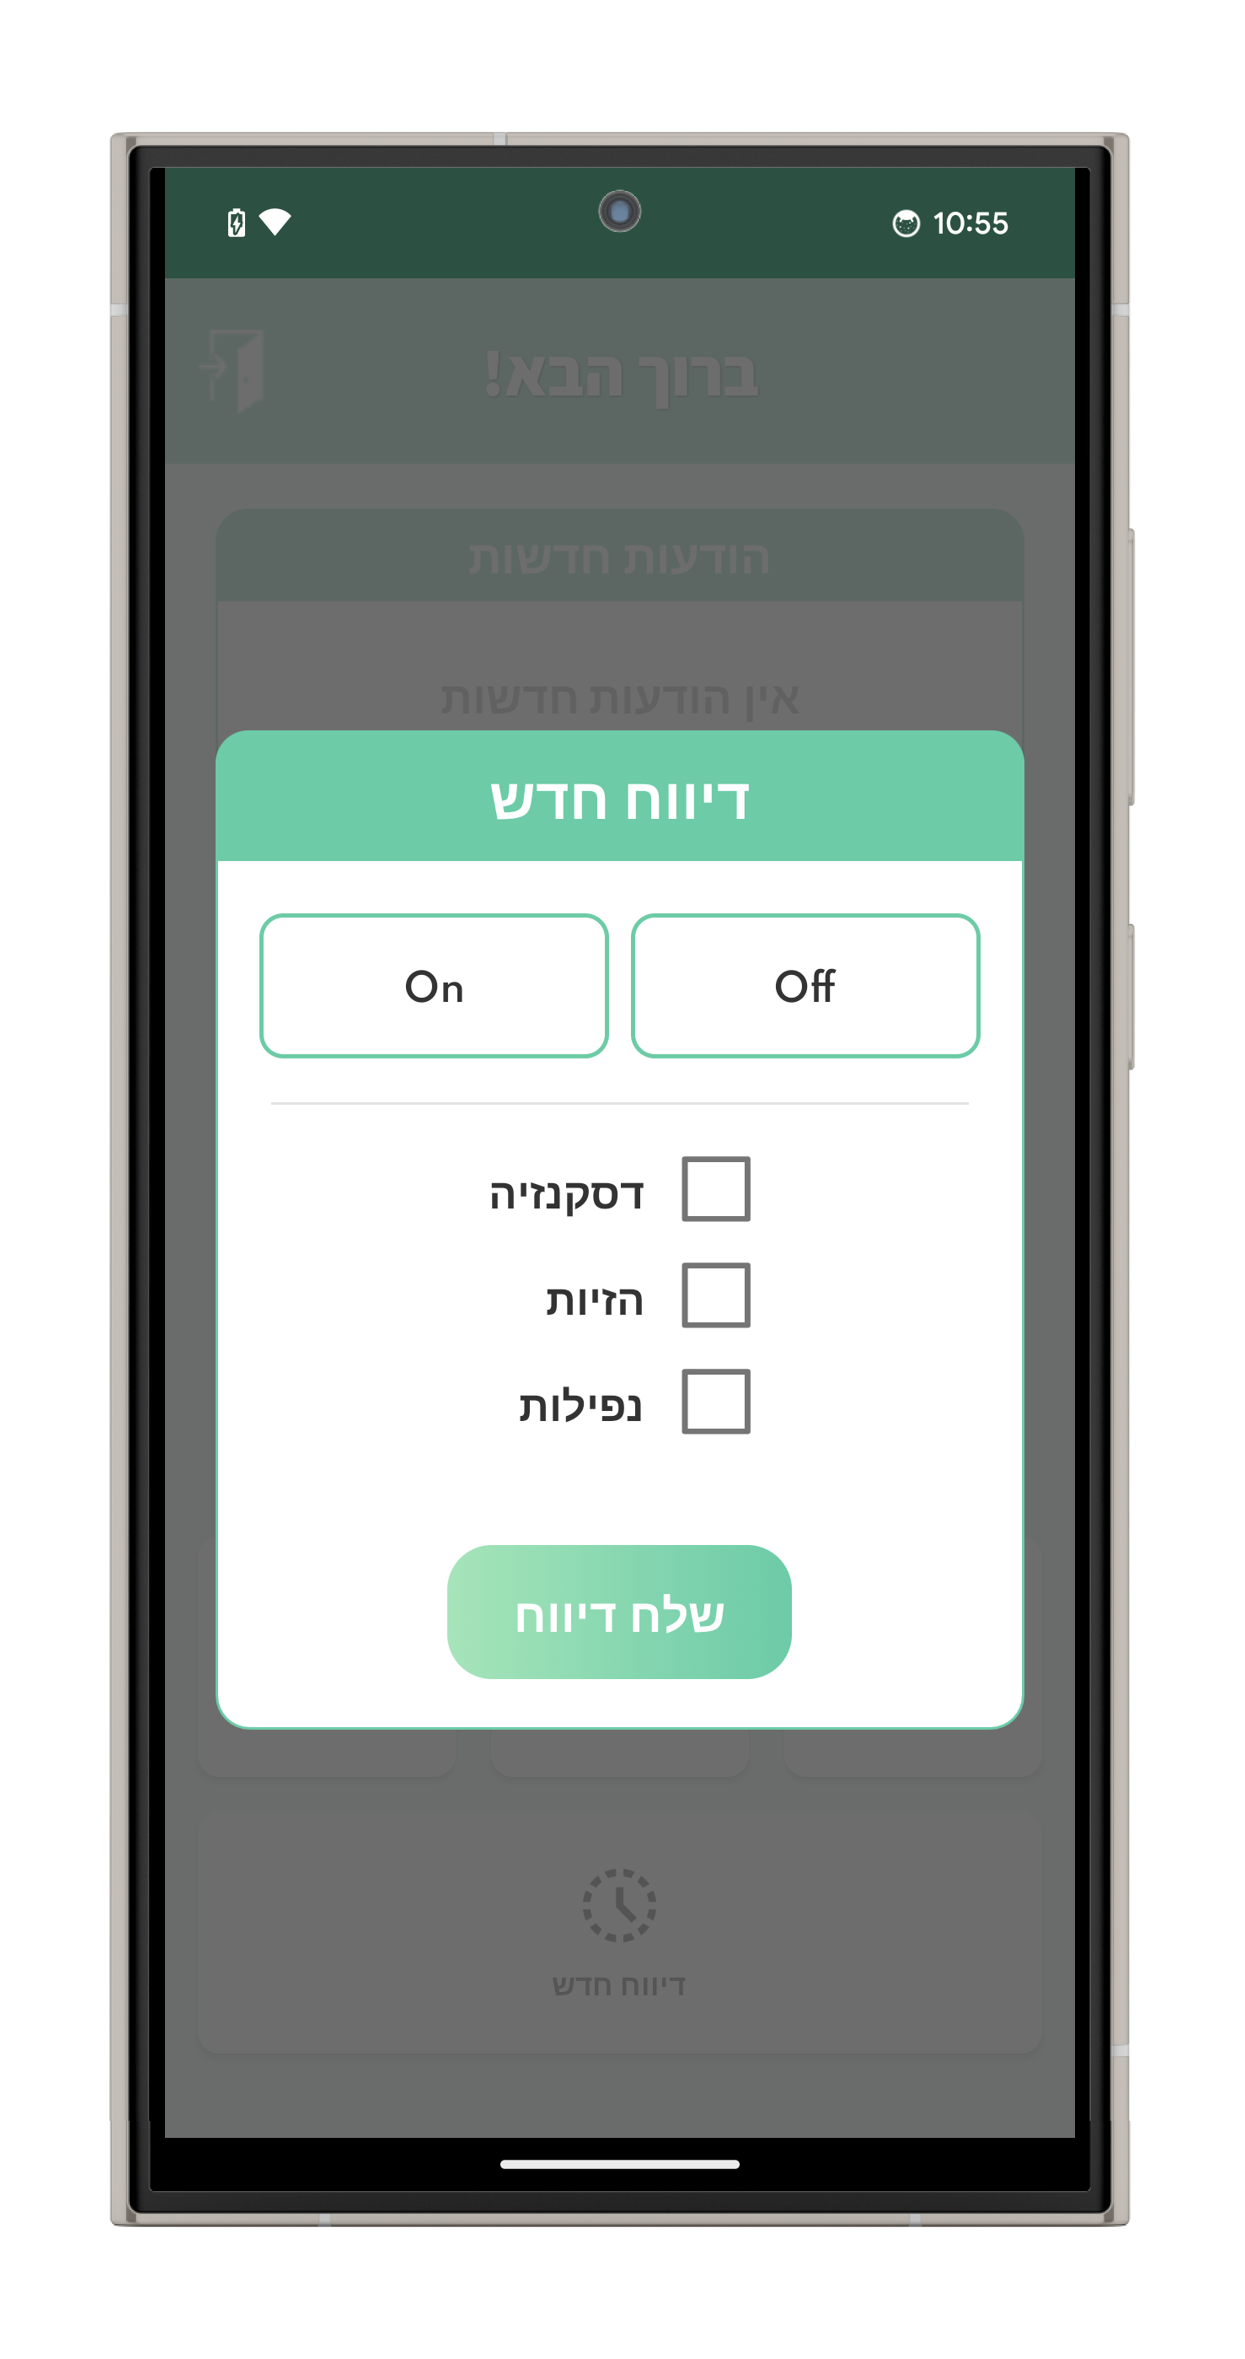 10:55
ברוך הבא!
הודעות חדשות
אין הודעות חדשות
דיווח חדש
Off
On
דסקנזיה
הזיות
נפילות
שלח דיווח
דיווח חדש